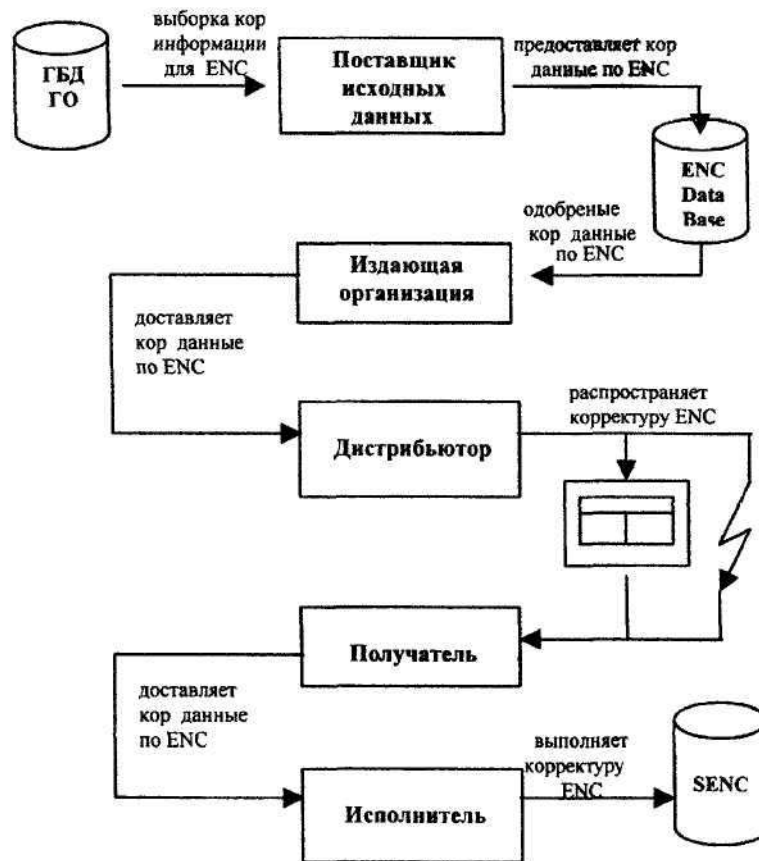 выборка кор
информации
для ENC
ГБД
ГО
Поставщик
исходных
данных
предоставляет кор
данные по ENC
ENC
Data
Base
одобреные
кор данные
по ENC
Издающая
организация
доставляет
кор данные
по ENC
Дистрибьютор
распространяет
корректуру ENC
Получатель
доставляет
кор данные
по ENC
Исполнитель
выполняет
корректуру
ENC
SENC